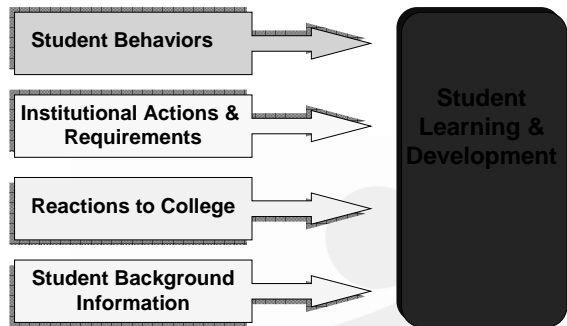 Student Behaviors
Institutional Actions &
Requirements
Reactions to College
Student Background
Information
Student
Learning &
Development